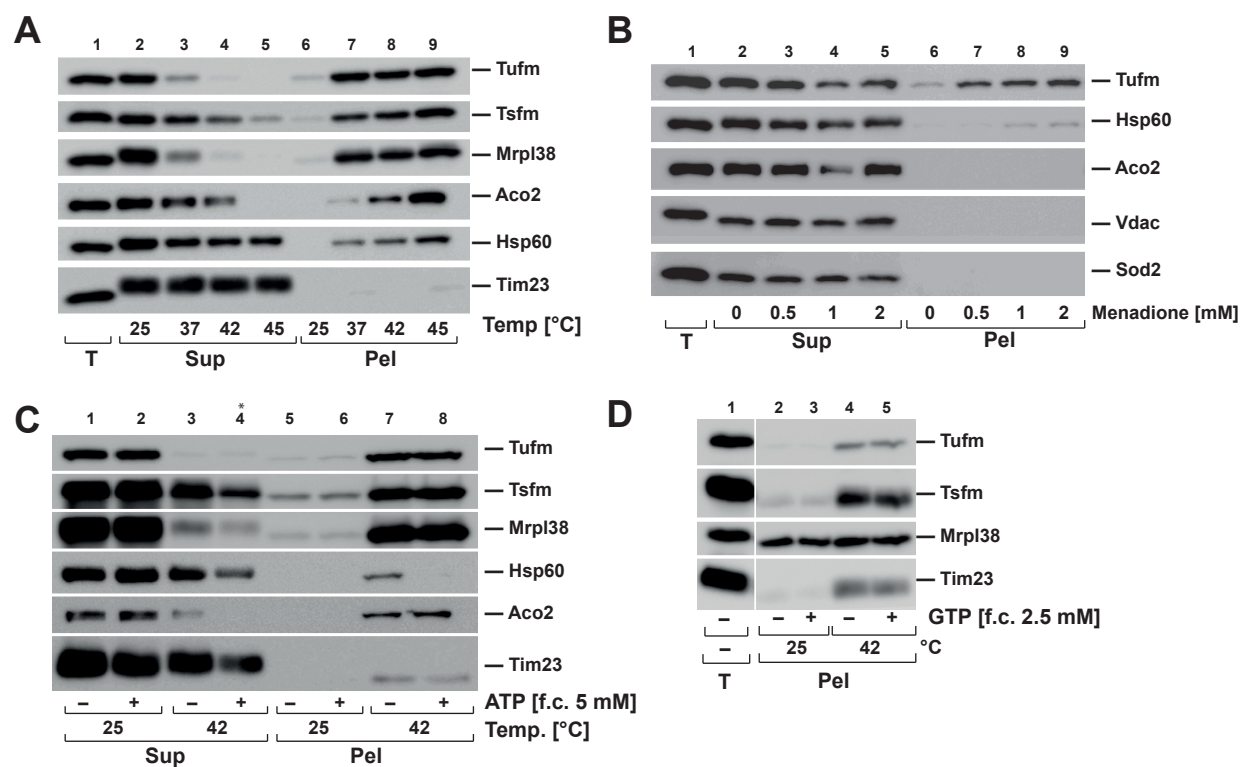 A
1 2 3 4 5 6 7 8 9
Tufm
Tsfm
Mrpl38
Aco2
Hsp60
Tim23
25 37 42 45 25 37 42 45 Temp [°C]
T Sup Pel
B
1 2 3 4 5 6 7 8 9
Tufm
Hsp60
Aco2
Vdac
Sod2
0 0.5 1 2 0 0.5 1 2 Menadione [mM]
T Sup Pel
C
*
1 2 3 4 5 6 7 8
Tufm
Tsfm
Mrpl38
Hsp60
Aco2
Tim23
– + – + – + – + ATP [f.c. 5 mM]
25 42 25 42 Temp. [°C]
Sup Pel
D
1 2 3 4 5
Tufm
Tsfm
Mrpl38
Tim23
– – + – + GTP [f.c. 2.5 mM]
– 25 42 °C
T Pel